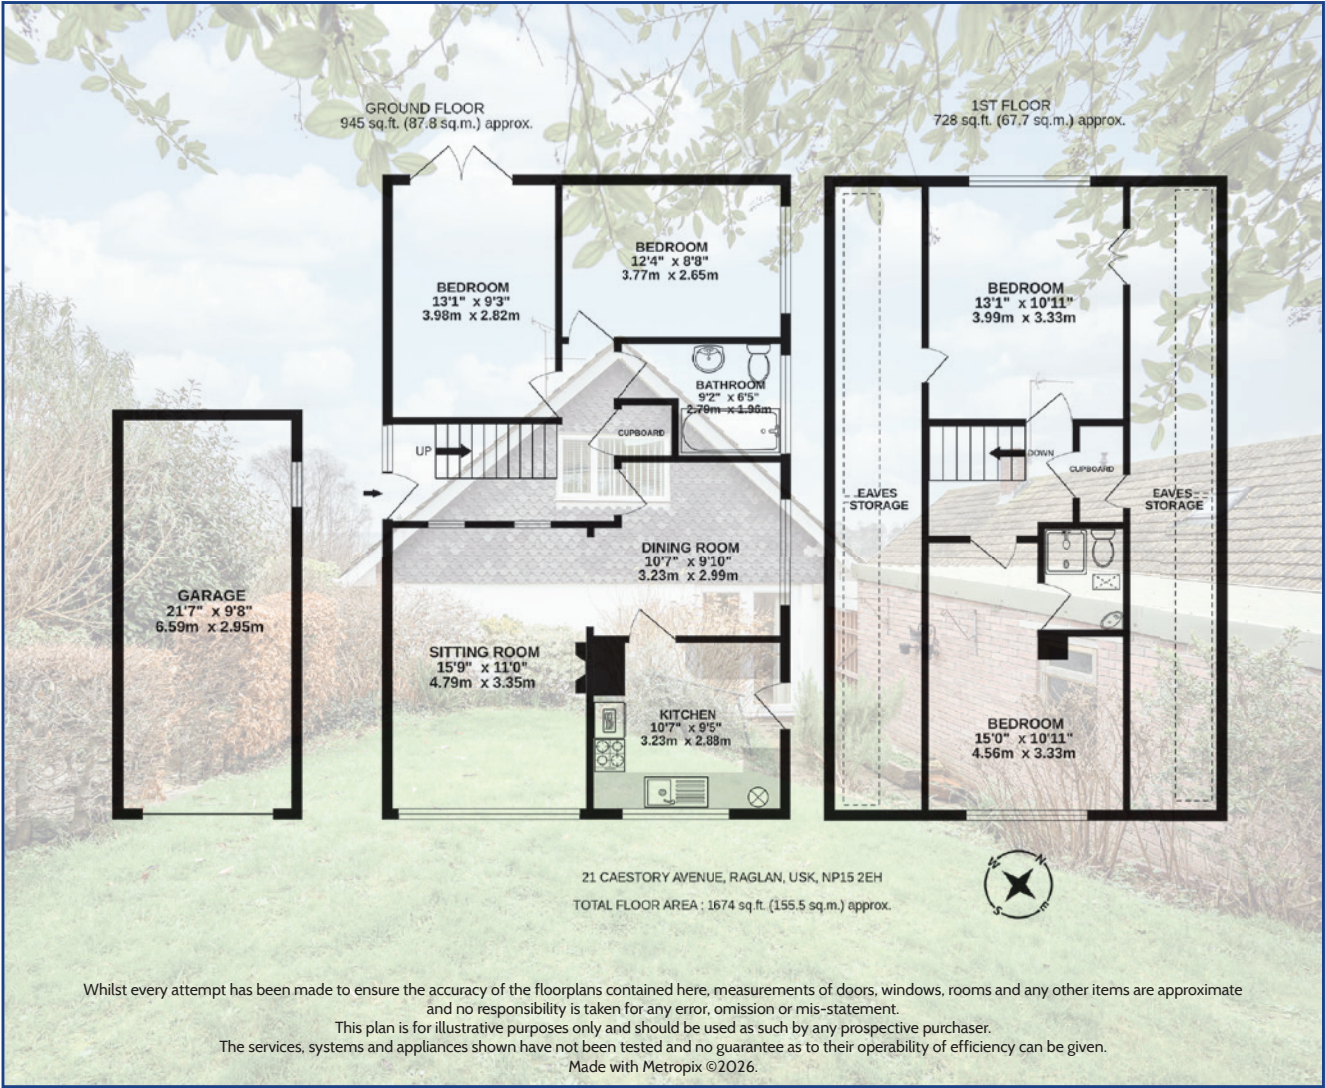 GROUND FLOOR
945 sq.ft. (87.8 sq.m.) approx.
1ST FLOOR
728 sq.ft. (67.7 sq.m.) approx.
BEDROOM
12'4" x 8'8"
3.77m x 2.65m
BEDROOM
13'1" x 9'3"
3.98m x 2.82m
BEDROOM
13'1" x 10'11"
3.99m x 3.33m
BATHROOM
9'2" x 6'5"
2.79m x 1.96m
CUPBOARD
UP
DOWN
CUPBOARD
EAVES
STORAGE
EAVES
STORAGE
DINING ROOM
10'7" x 9'10"
3.23m x 2.99m
GARAGE
21'7" x 9'8"
6.59m x 2.95m
SITTING ROOM
15'9" x 11'0"
4.79m x 3.35m
KITCHEN
10'7" x 9'5"
3.23m x 2.88m
BEDROOM
15'0" x 10'11"
4.56m x 3.33m
W N
S E
21 CAESTORY AVENUE, RAGLAN, USK, NP15 2EH
TOTAL FLOOR AREA : 1674 sq.ft. (155.5 sq.m.) approx.
Whilst every attempt has been made to ensure the accuracy of the floorplans contained here, measurements of doors, windows, rooms and any other items are approximate
and no responsibility is taken for any error, omission or mis-statement.
This plan is for illustrative purposes only and should be used as such by any prospective purchaser.
The services, systems and appliances shown have not been tested and no guarantee as to their operability of efficiency can be given.
Made with Metropix ©2026.